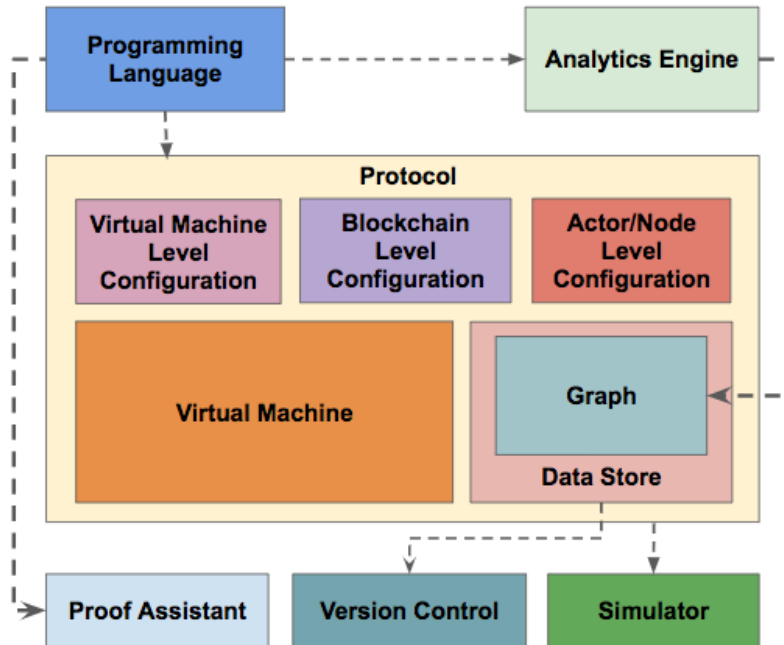 Programming
Language
Analytics Engine
Protocol
Virtual Machine
Level
Configuration
Blockchain
Level
Configuration
Actor/Node
Level
Configuration
Virtual Machine
Graph
Data Store
Proof Assistant
Version Control
Simulator